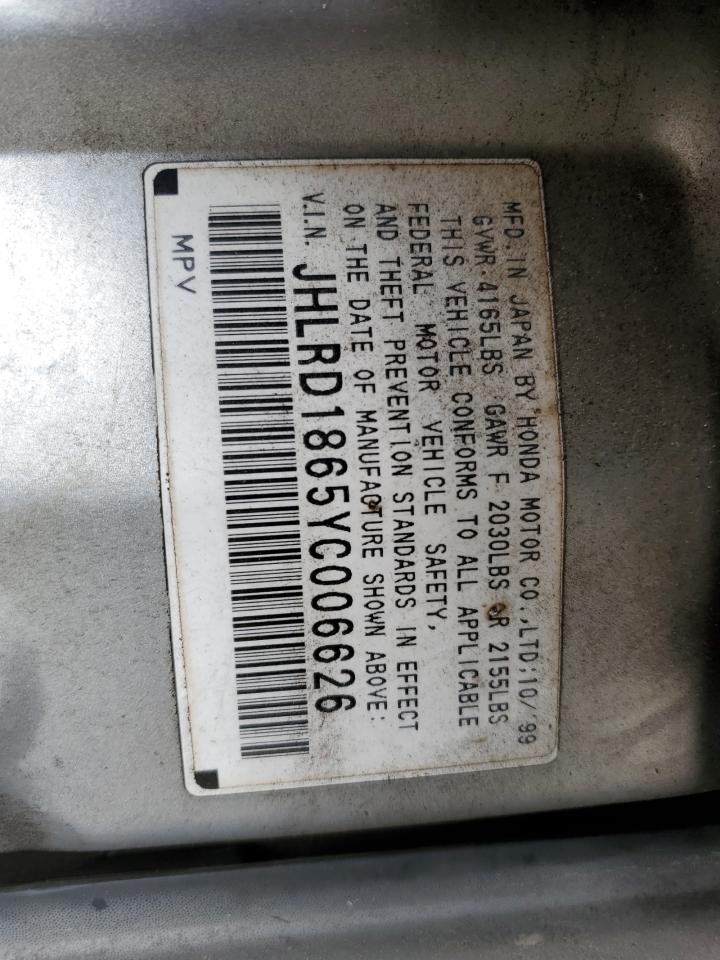 MFD. IN JAPAN BY HONDA MOTOR CO.,LTD;10/'99
GVWR 4165LBS GAWR F 2030LBS R 2155LBS
THIS VEHICLE CONFORMS TO ALL APPLICABLE
FEDERAL MOTOR VEHICLE SAFETY,
AND THEFT PREVENTION STANDARDS IN EFFECT
ON THE DATE OF MANUFACTURE SHOWN ABOVE:
V.I.N. JHLRD1865YC006626
MPV